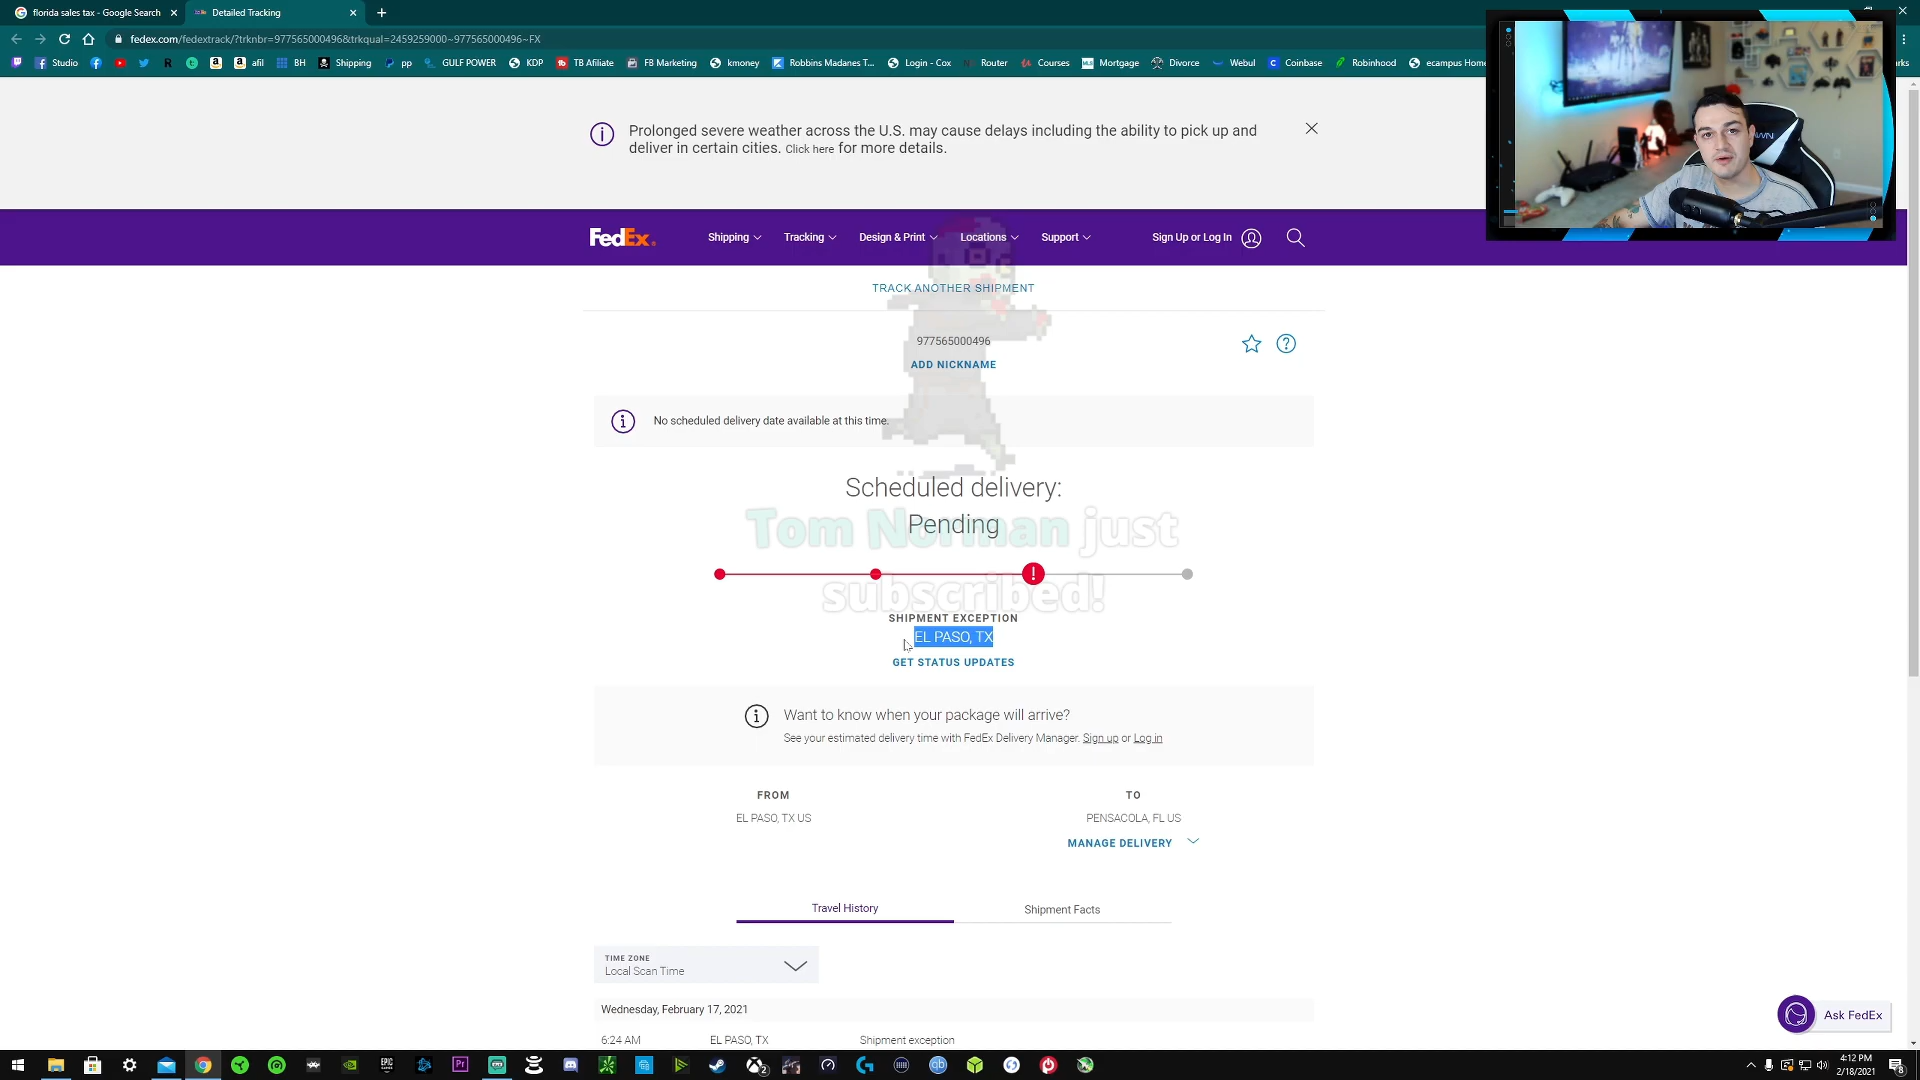 florida sales tax - Google Search
Detailed Tracking
fedex.com/fedextrack/?trknbr=977565000496&trkqual=2459259000~977565000496~FX
Studio
afil
BH
Shipping
pp
GULF POWER
KDP
TB Afiliate
FB Marketing
kmoney
Robbins Madanes T...
Login - Cox
Router
Courses
Mortgage
Divorce
Webul
Coinbase
Robinhood
ecampus Home
Prolonged severe weather across the U.S. may cause delays including the ability to pick up and
deliver in certain cities. Click here for more details.
FedEx
Shipping
Tracking
Design & Print
Locations
Support
Sign Up or Log In
TRACK ANOTHER SHIPMENT
977565000496
ADD NICKNAME
No scheduled delivery date available at this time.
Scheduled delivery:
Pending
Tom Norman just
subscribed!
SHIPMENT EXCEPTION
EL PASO, TX
GET STATUS UPDATES
Want to know when your package will arrive?
See your estimated delivery time with FedEx Delivery Manager. Sign up or Log in
FROM
TO
EL PASO, TX US
PENSACOLA, FL US
MANAGE DELIVERY
Travel History
Shipment Facts
TIME ZONE
Local Scan Time
Wednesday, February 17, 2021
6:24 AM
EL PASO, TX
Shipment exception
Ask FedEx
4:12 PM
2/18/2021